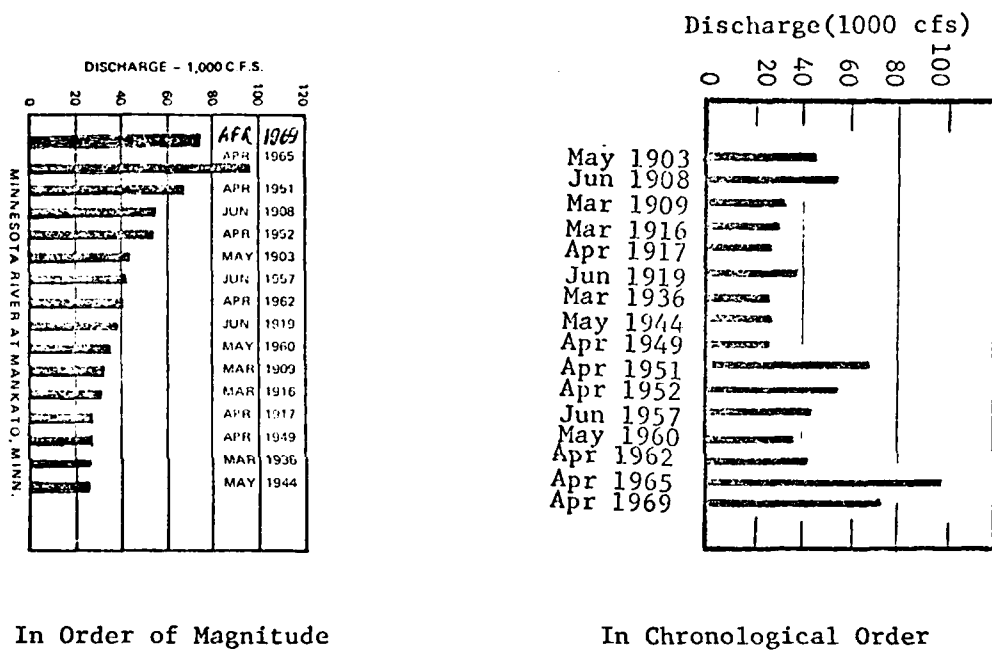 DISCHARGE - 1,000 C.F.S.
0 20 40 60 80 100 120
APR 1969
APR 1965
APR 1951
JUN 1908
APR 1952
MAY 1903
JUN 1957
APR 1962
JUN 1919
MAY 1960
MAR 1909
MAR 1916
APR 1917
APR 1949
MAR 1936
MAY 1944
MINNESOTA RIVER AT MANKATO, MINN.
In Order of Magnitude
Discharge(1000 cfs)
0 20 40 60 80 100
May 1903
Jun 1908
Mar 1909
Mar 1916
Apr 1917
Jun 1919
Mar 1936
May 1944
Apr 1949
Apr 1951
Apr 1952
Jun 1957
May 1960
Apr 1962
Apr 1965
Apr 1969
In Chronological Order